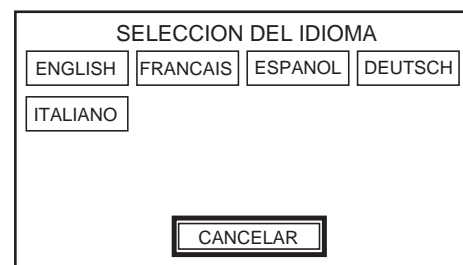 SELECCION DEL IDIOMA
ENGLISH FRANCAIS ESPANOL DEUTSCH
ITALIANO
CANCELAR